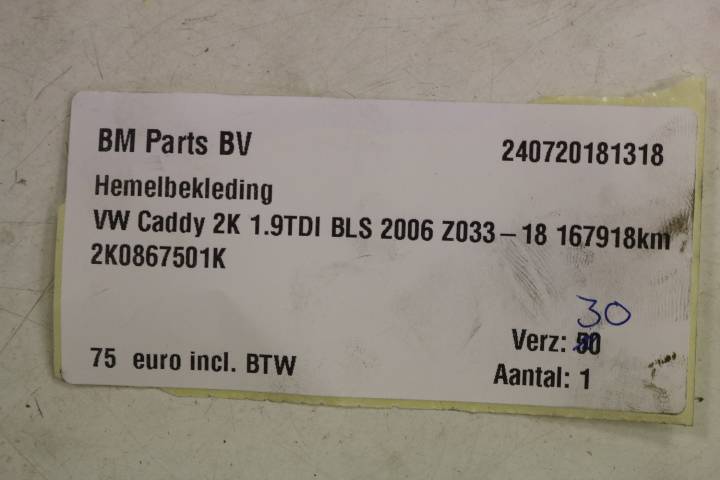 BM Parts BV
240720181318
Hemelbekleding
VW Caddy 2K 1.9TDI BLS 2006 Z033-18 167918km
2K0867501K
30
Verz: 50
75 euro incl. BTW
Aantal: 1